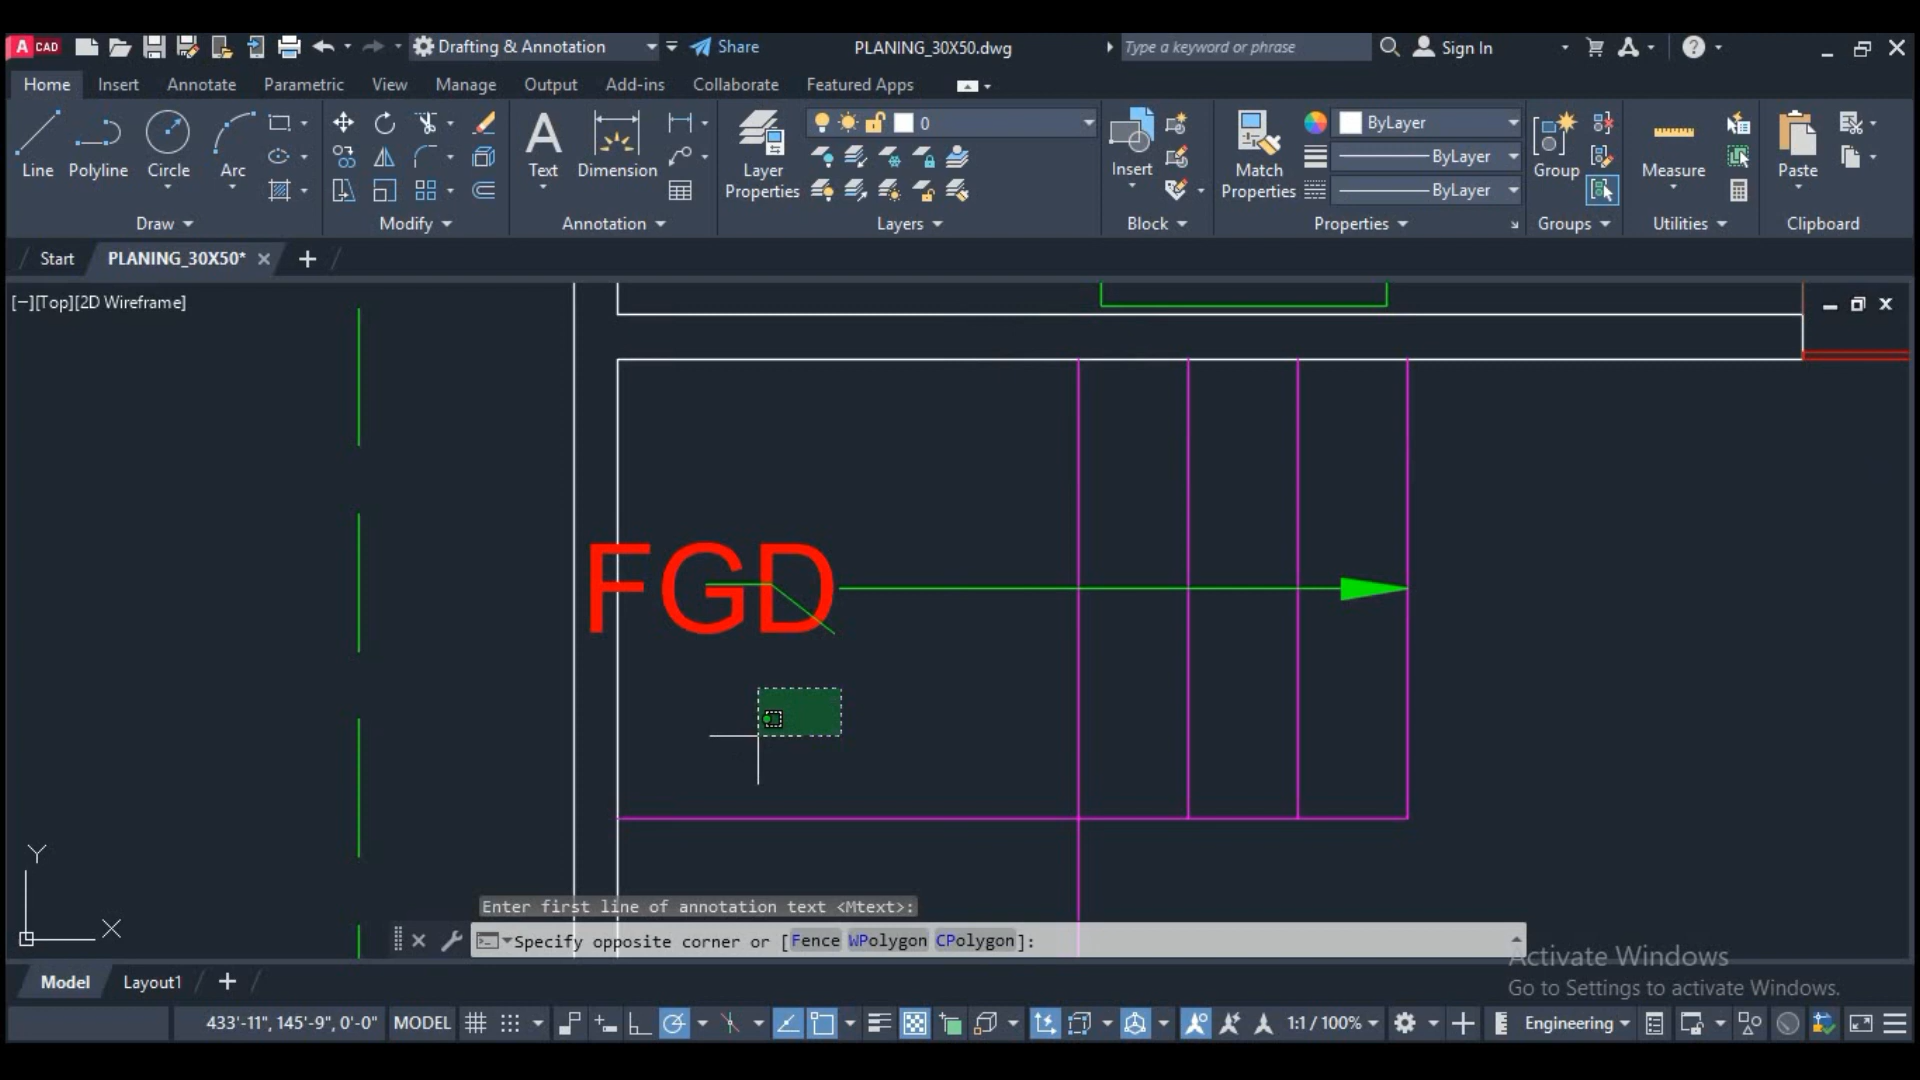 A CAD
Drafting & Annotation
Share
PLANING_30X50.dwg
Type a keyword or phrase
Sign In
?
Home Insert Annotate Parametric View Manage Output Add-ins Collaborate Featured Apps
Line Polyline Circle Arc
Draw
Modify
A
Text Dimension
Annotation
Layer
Properties
0
Layers
Insert
Block
Match
Properties
ByLayer
ByLayer
ByLayer
Properties
Group
Groups
Measure
Utilities
Paste
Clipboard
Start PLANING_30X50*
[−][Top][2D Wireframe]
FGD
Y
X
Enter first line of annotation text <Mtext>:
Specify opposite corner or [Fence WPolygon CPolygon]:
Activate Windows
Go to Settings to activate Windows.
Model Layout1 +
433'-11", 145'-9", 0'-0" MODEL
1:1 / 100%
Engineering